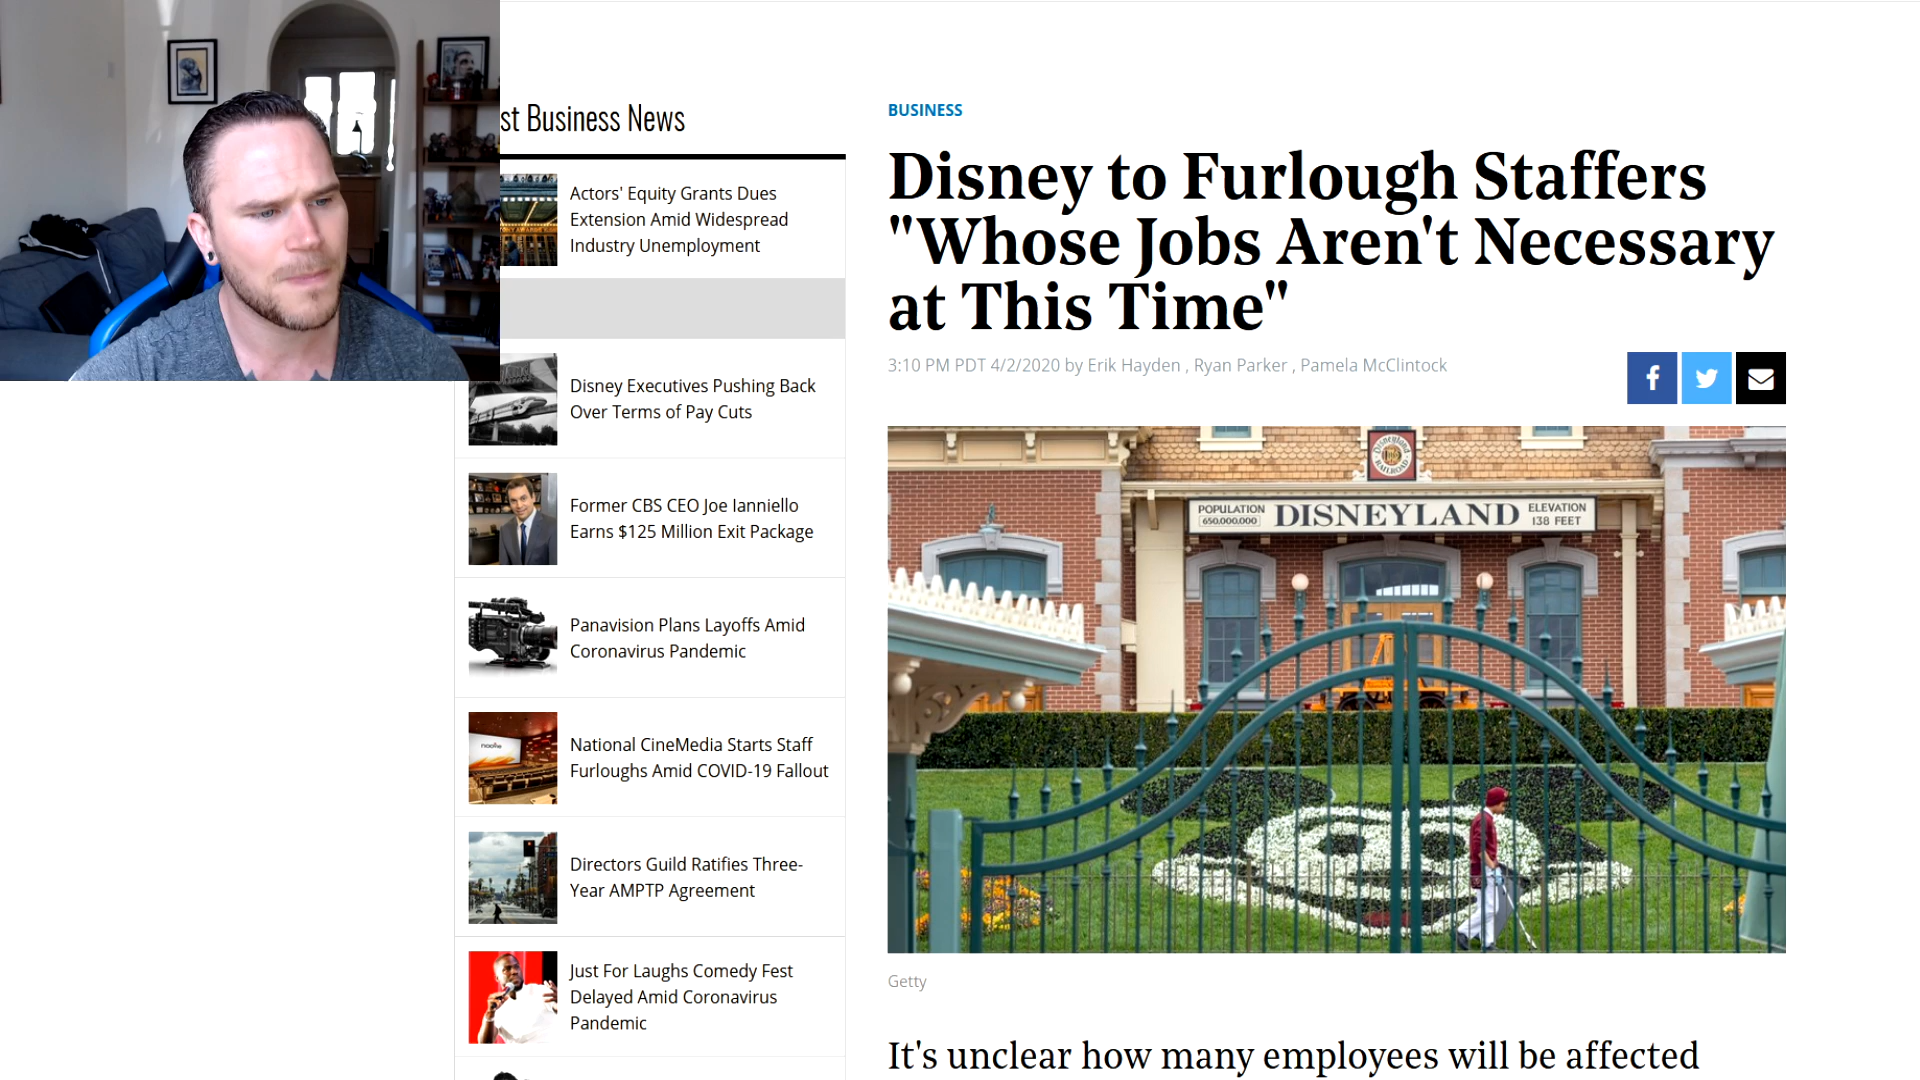 st Business News
Actors' Equity Grants Dues
Extension Amid Widespread
Industry Unemployment
Disney Executives Pushing Back
Over Terms of Pay Cuts
Former CBS CEO Joe Ianniello
Earns $125 Million Exit Package
Panavision Plans Layoffs Amid
Coronavirus Pandemic
noovie
National CineMedia Starts Staff
Furloughs Amid COVID-19 Fallout
Directors Guild Ratifies Three-
Year AMPTP Agreement
Just For Laughs Comedy Fest
Delayed Amid Coronavirus
Pandemic
BUSINESS
Disney to Furlough Staffers
"Whose Jobs Aren't Necessary
at This Time"
3:10 PM PDT 4/2/2020 by Erik Hayden , Ryan Parker , Pamela McClintock
Disneyland
RAILROAD
POPULATION
650,000,000
DISNEYLAND
ELEVATION
138 FEET
Getty
It's unclear how many employees will be affected